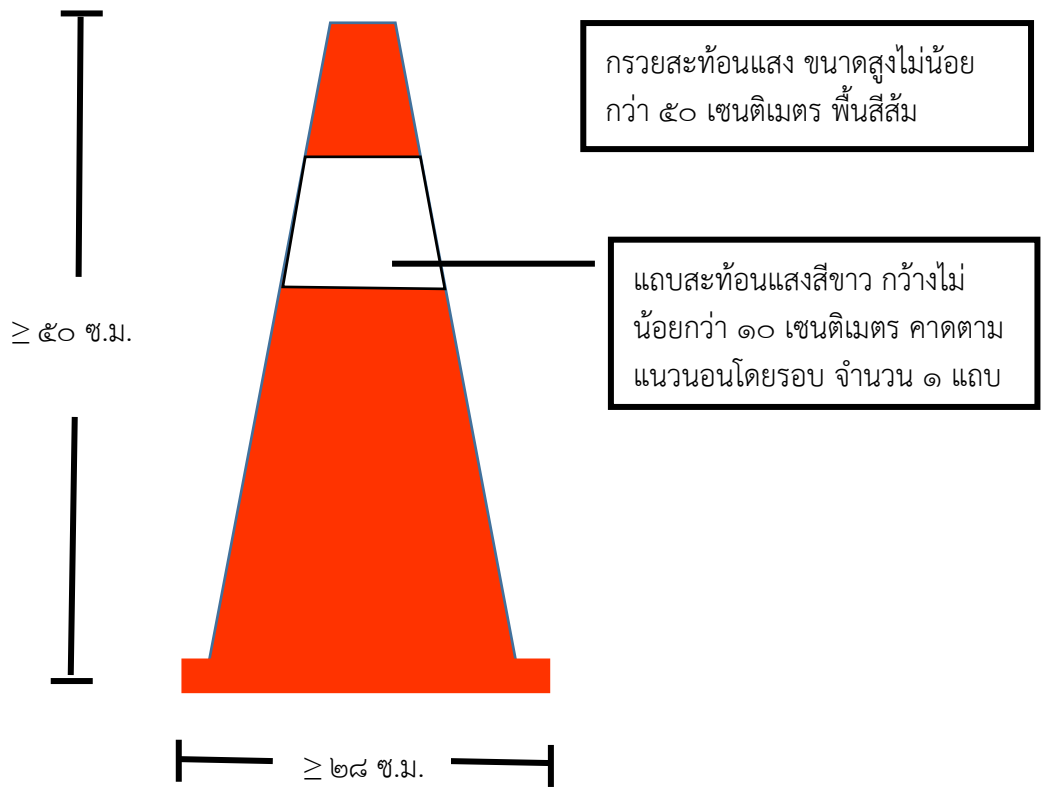 กรวยสะท้อนแสง ขนาดสูงไม่น้อย
กว่า ๕๐ เซนติเมตร พื้นสีส้ม
แถบสะท้อนแสงสีขาว กว้างไม่
น้อยกว่า ๑๐ เซนติเมตร คาดตาม
แนวนอนโดยรอบ จำนวน ๑ แถบ
≥ ๕๐ ซ.ม.
≥ ๒๘ ซ.ม.